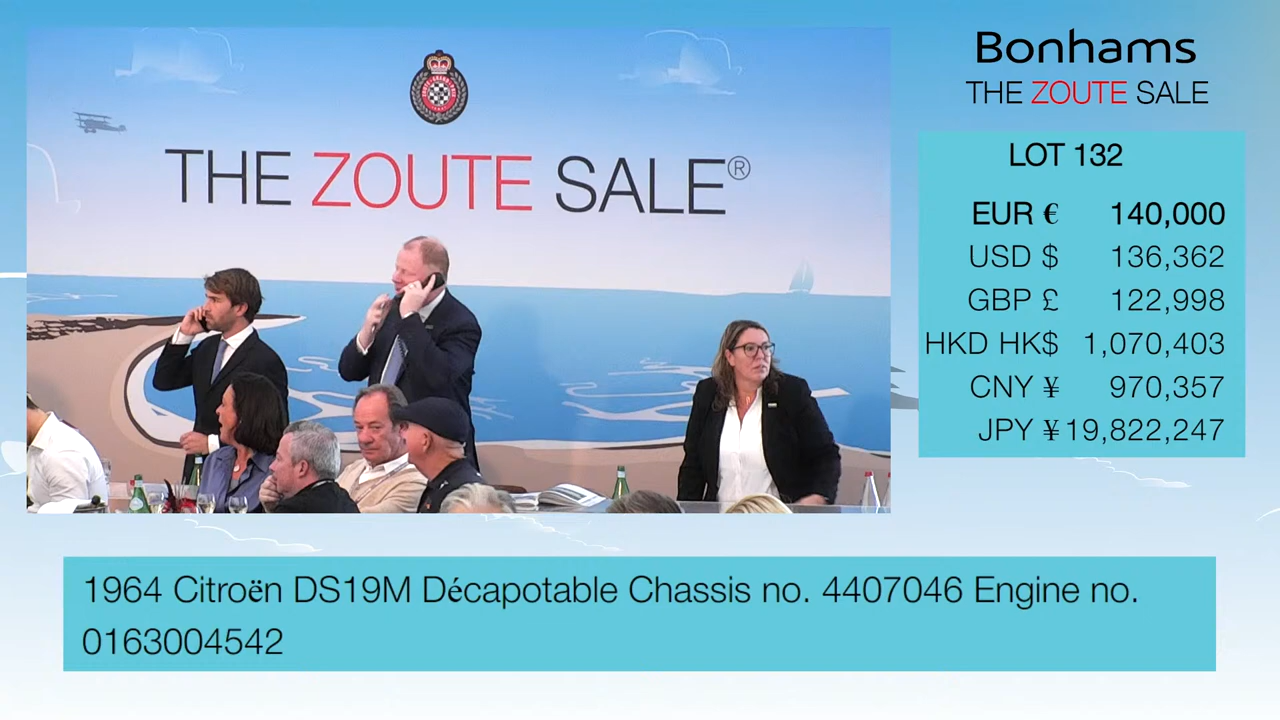 Bonhams
THE ZOUTE SALE
THE ZOUTE SALE®
LOT 132
EUR € 140,000
USD $ 136,362
GBP £ 122,998
HKD HK$ 1,070,403
CNY ¥ 970,357
JPY ¥ 19,822,247
1964 Citroën DS19M Décapotable Chassis no. 4407046 Engine no.
0163004542